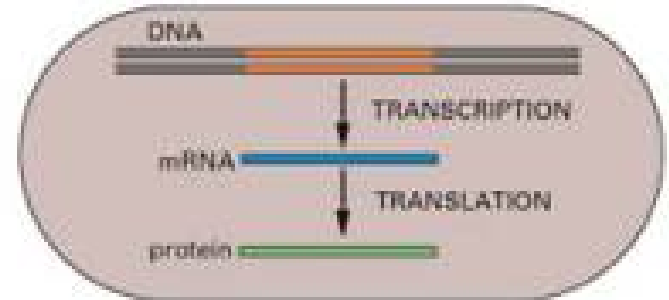 DNA
TRANSCRIPTION
mRNA
TRANSLATION
protein